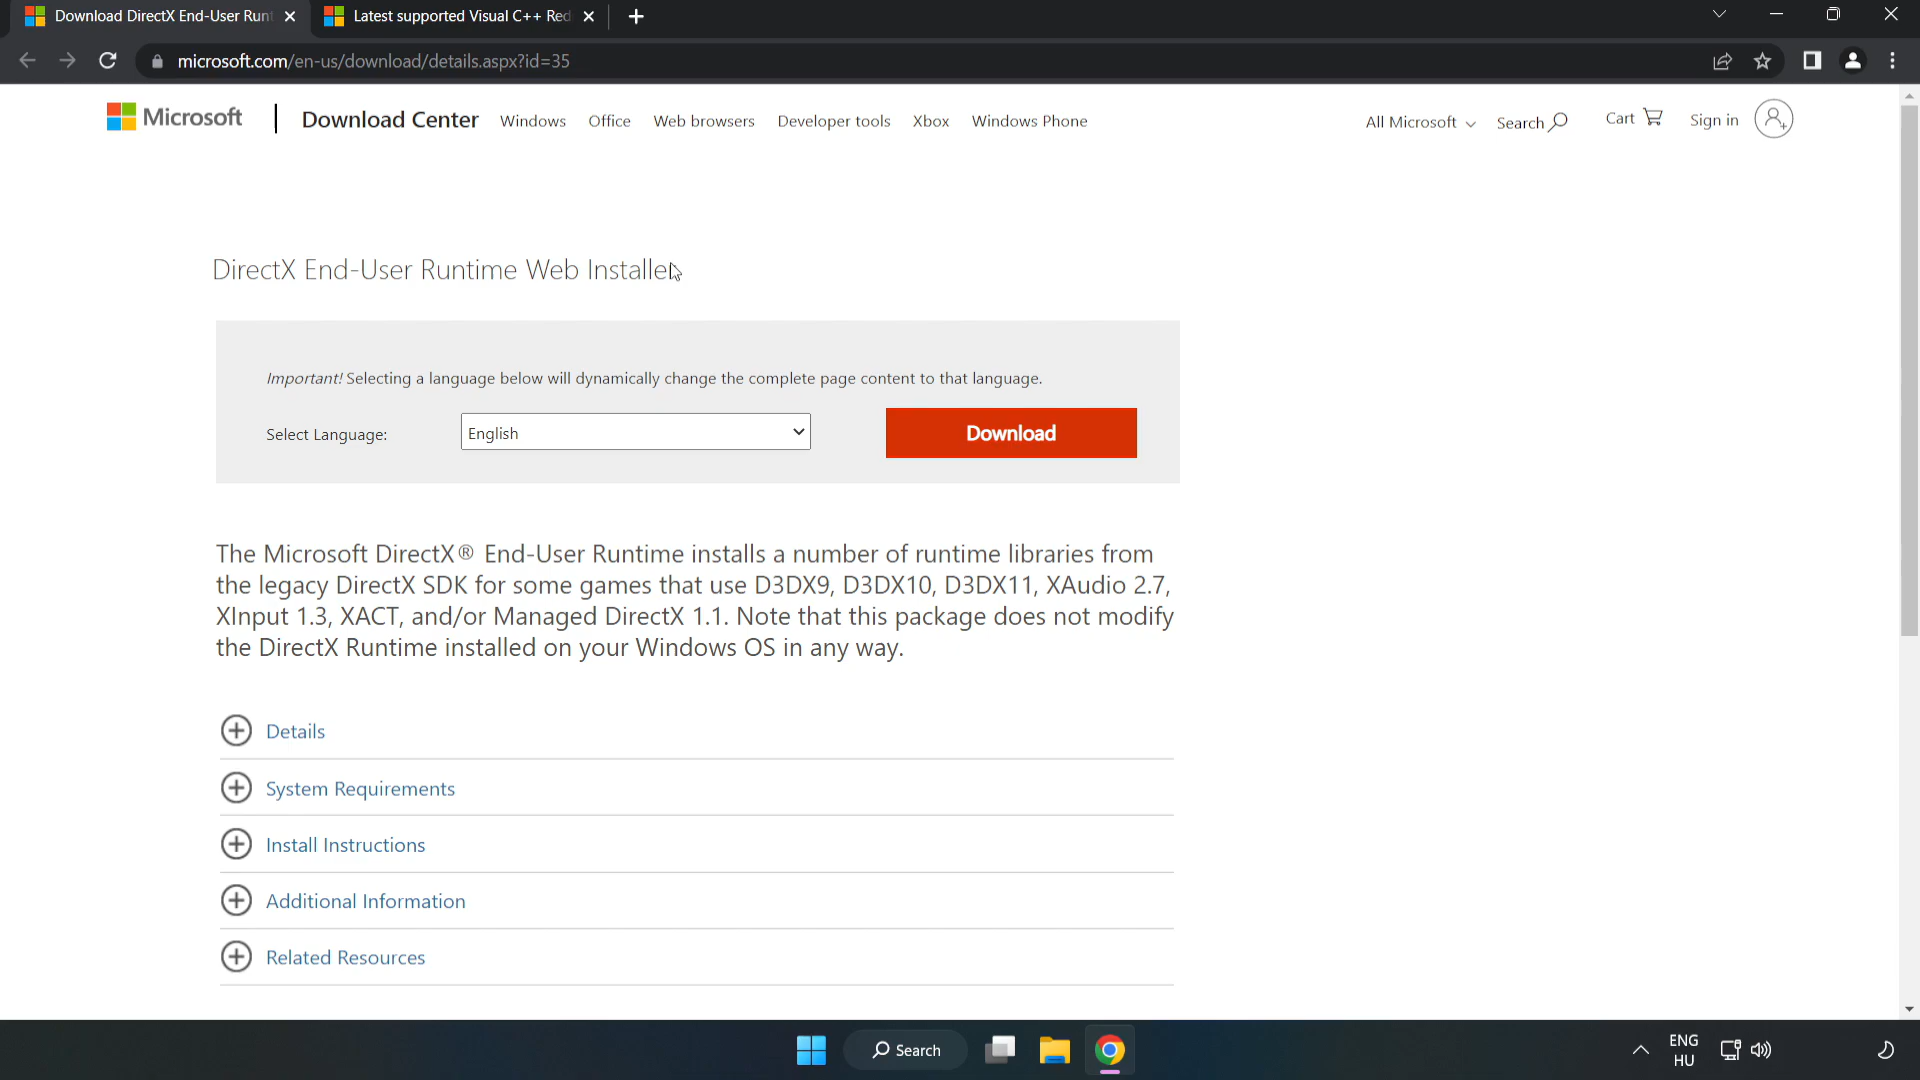 Download DirectX End-User Runt
Latest supported Visual C++ Red
microsoft.com/en-us/download/details.aspx?id=35
Microsoft
Download Center
Windows
Office
Web browsers
Developer tools
Xbox
Windows Phone
All Microsoft
Search
Cart
Sign in
DirectX End-User Runtime Web Installer
Important! Selecting a language below will dynamically change the complete page content to that language.
Select Language:
English
Download
The Microsoft DirectX® End-User Runtime installs a number of runtime libraries from
the legacy DirectX SDK for some games that use D3DX9, D3DX10, D3DX11, XAudio 2.7,
XInput 1.3, XACT, and/or Managed DirectX 1.1. Note that this package does not modify
the DirectX Runtime installed on your Windows OS in any way.
Details
System Requirements
Install Instructions
Additional Information
Related Resources
Search
ENG
HU